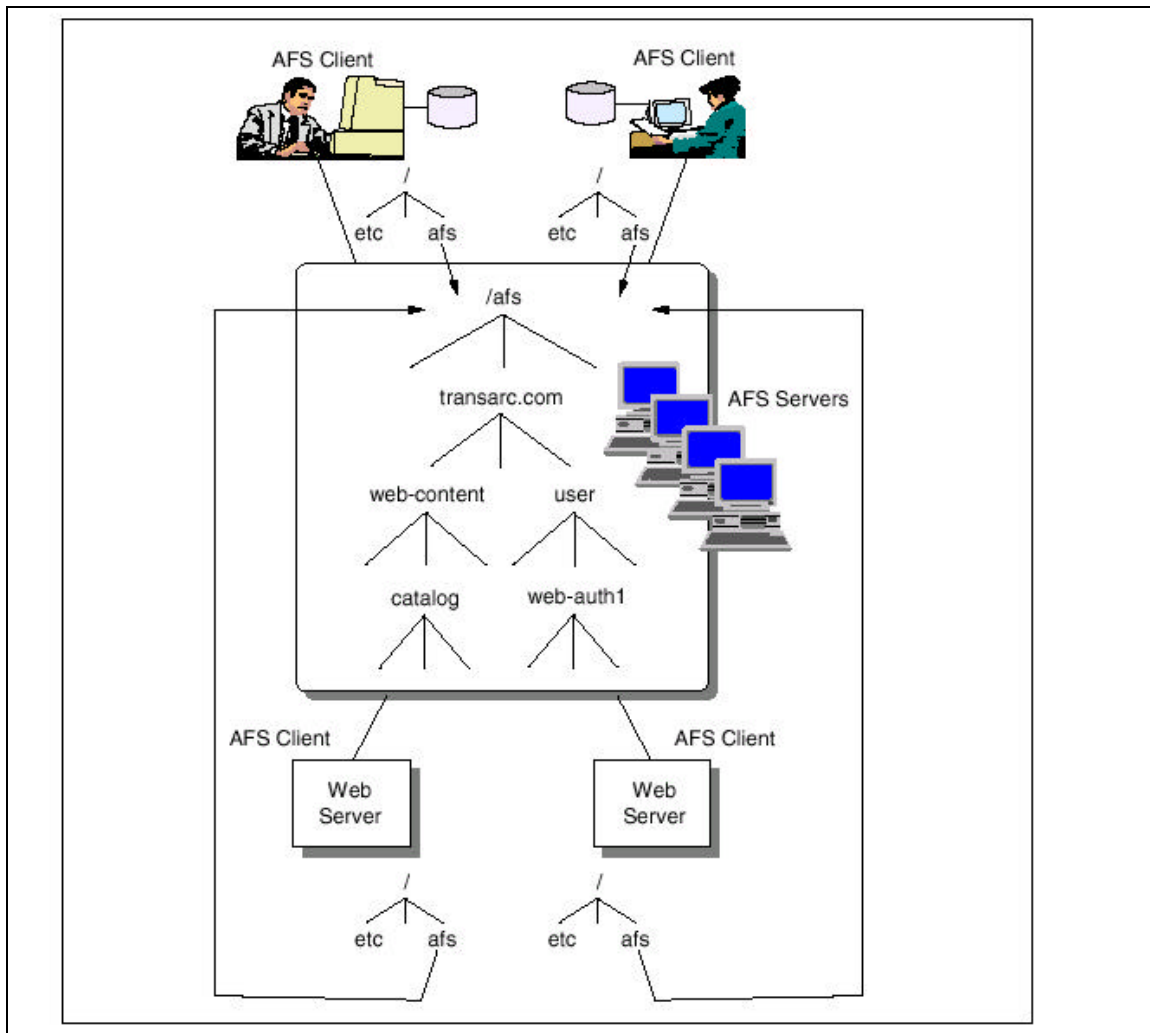 AFS Client
AFS Client
/
/
etc
afs
etc
afs
/afs
transarc.com
AFS Servers
web-content
user
catalog
web-auth1
AFS Client
AFS Client
Web
Server
Web
Server
/
/
etc
afs
etc
afs